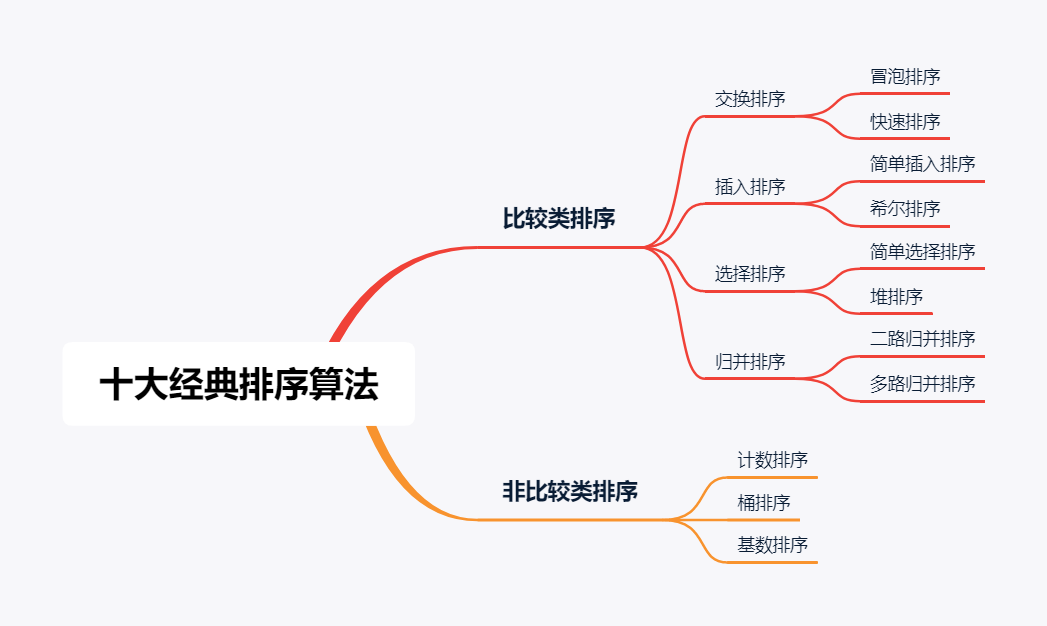 十大经典排序算法
比较类排序
交换排序
冒泡排序
快速排序
插入排序
简单插入排序
希尔排序
选择排序
简单选择排序
堆排序
归并排序
二路归并排序
多路归并排序
非比较类排序
计数排序
桶排序
基数排序